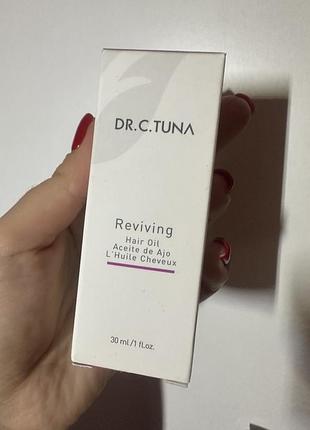 DR.C.TUNA
Reviving
Hair Oil
Aceite de Ajo
L'Huile Cheveux
30 ml/1 fl.oz.